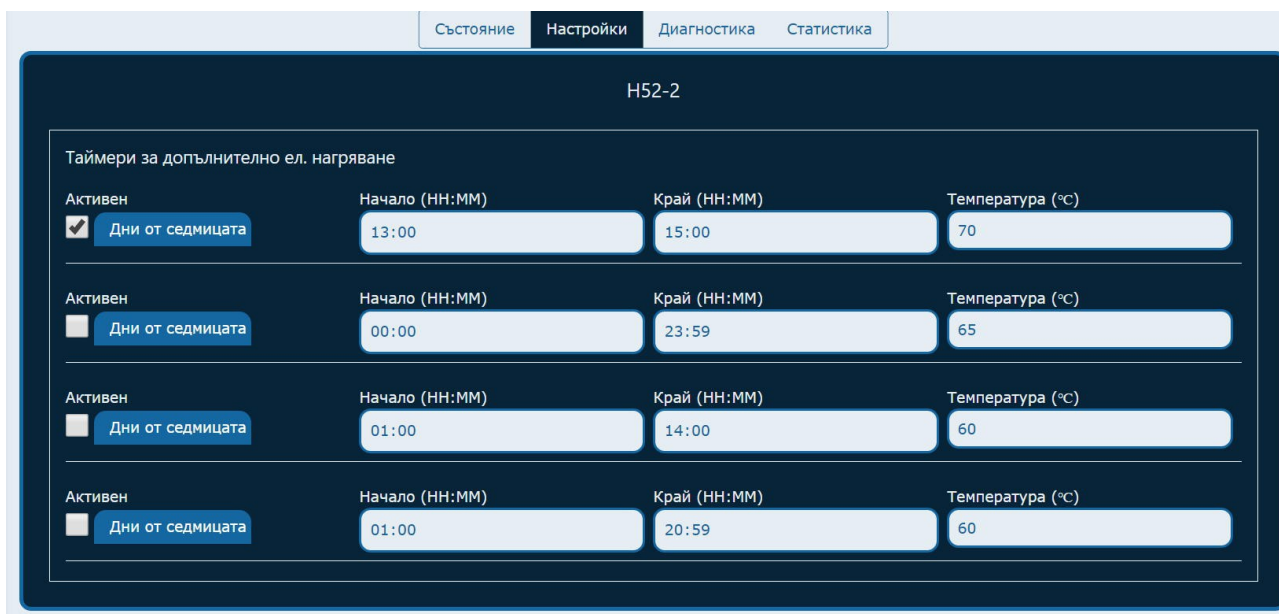 Състояние Настройки Диагностика Статистика
H52-2
Таймери за допълнително ел. нагряване
Активен Начало (HH:MM) Край (HH:MM) Температура (°C)
Дни от седмицата 13:00 15:00 70
Активен Начало (HH:MM) Край (HH:MM) Температура (°C)
Дни от седмицата 00:00 23:59 65
Активен Начало (HH:MM) Край (HH:MM) Температура (°C)
Дни от седмицата 01:00 14:00 60
Активен Начало (HH:MM) Край (HH:MM) Температура (°C)
Дни от седмицата 01:00 20:59 60